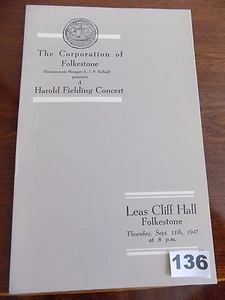 The Corporation of
Folkestone
(Entertainments Manager:
presents
A
Harold Fielding Concert
Leas Cliff Hall
Folkestone
Thursday, Sept. 11th, 1947
at 8 p.m.
136